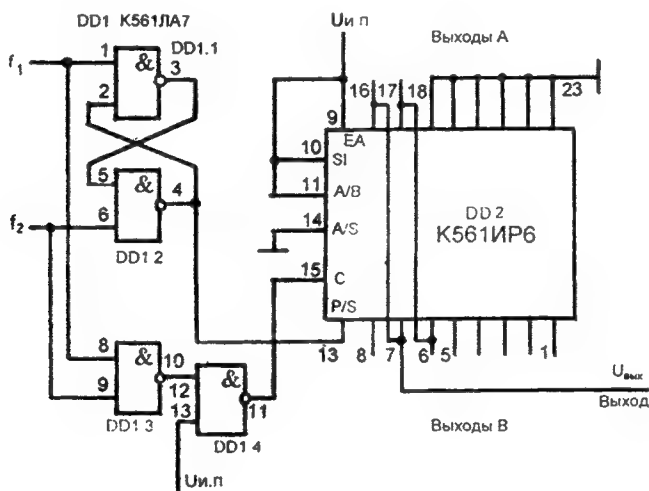 DD1 К561ЛА7
DD1.1
f1
1
2
&
3
5
6
&
4
f2
DD1.2
8
9
&
10
DD1.3
12
13
&
11
DD1.4
Uи.п
Uи.п
Выходы А
16
17
18
23
9
EA
10
SI
11
A/B
14
A/S
15
C
P/S
13
DD2
К561ИР6
8
7
6
5
1
Uвых
Выход
Выходы В